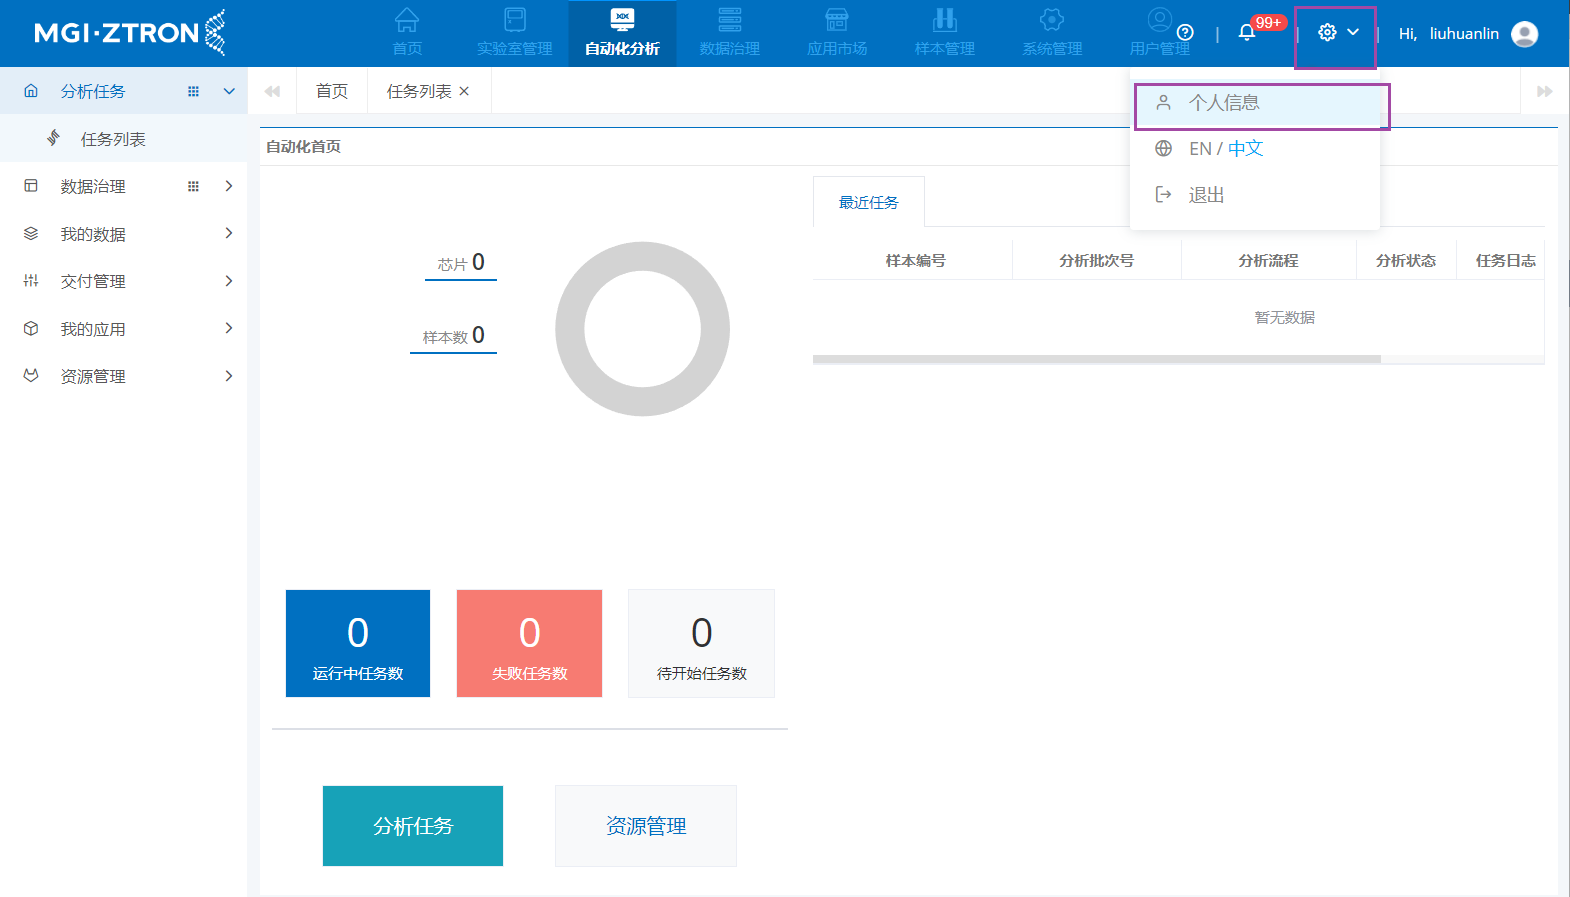 MGI·ZTRON
首页
实验室管理
自动化分析
数据治理
应用市场
样本管理
系统管理
用户管理
99+
Hi, liuhuanlin
分析任务
任务列表
数据治理
我的数据
交付管理
我的应用
资源管理
首页
任务列表
个人信息
EN / 中文
退出
自动化首页
芯片 0
样本数 0
最近任务
样本编号 分析批次号 分析流程 分析状态 任务日志
暂无数据
0
运行中任务数
0
失败任务数
0
待开始任务数
分析任务
资源管理